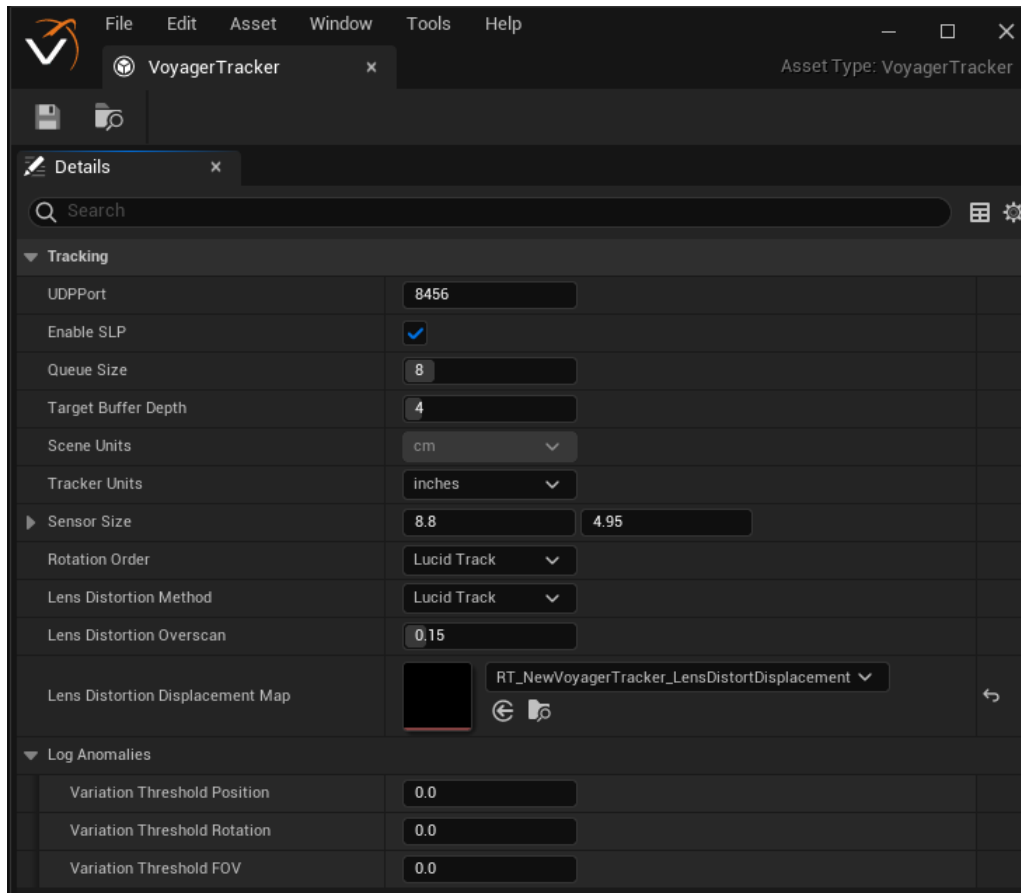 File Edit Asset Window Tools Help
VoyagerTracker
Asset Type: VoyagerTracker
Details
Search
Tracking
UDPPort 8456
Enable SLP
Queue Size 8
Target Buffer Depth 4
Scene Units cm
Tracker Units inches
Sensor Size 8.8 4.95
Rotation Order Lucid Track
Lens Distortion Method Lucid Track
Lens Distortion Overscan 0.15
Lens Distortion Displacement Map RT_NewVoyagerTracker_LensDistortDisplacement
Log Anomalies
Variation Threshold Position 0.0
Variation Threshold Rotation 0.0
Variation Threshold FOV 0.0